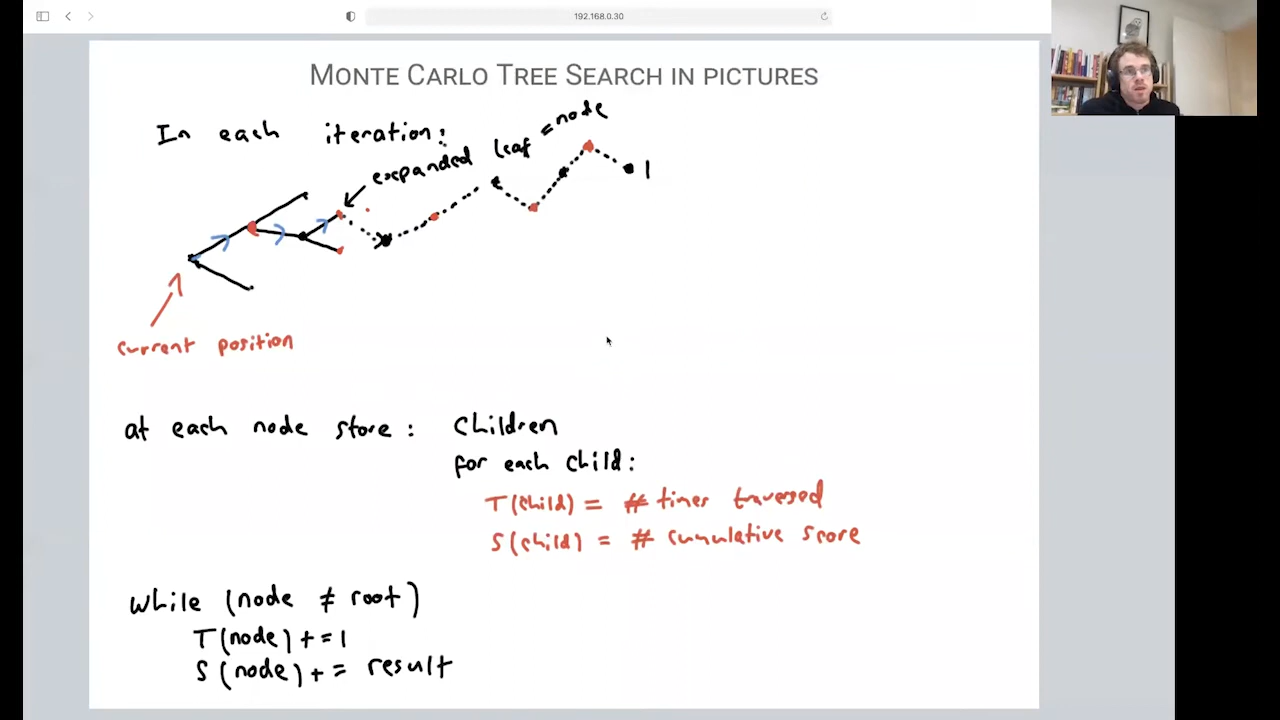 192.168.0.30
MONTE CARLO TREE SEARCH IN PICTURES
In each iteration:
expanded leaf = node
1
current position
at each node store: children
for each child:
T(child) = # times traversed
S(child) = # cumulative score
while (node ≠ root)
T(node) += 1
S(node) += result